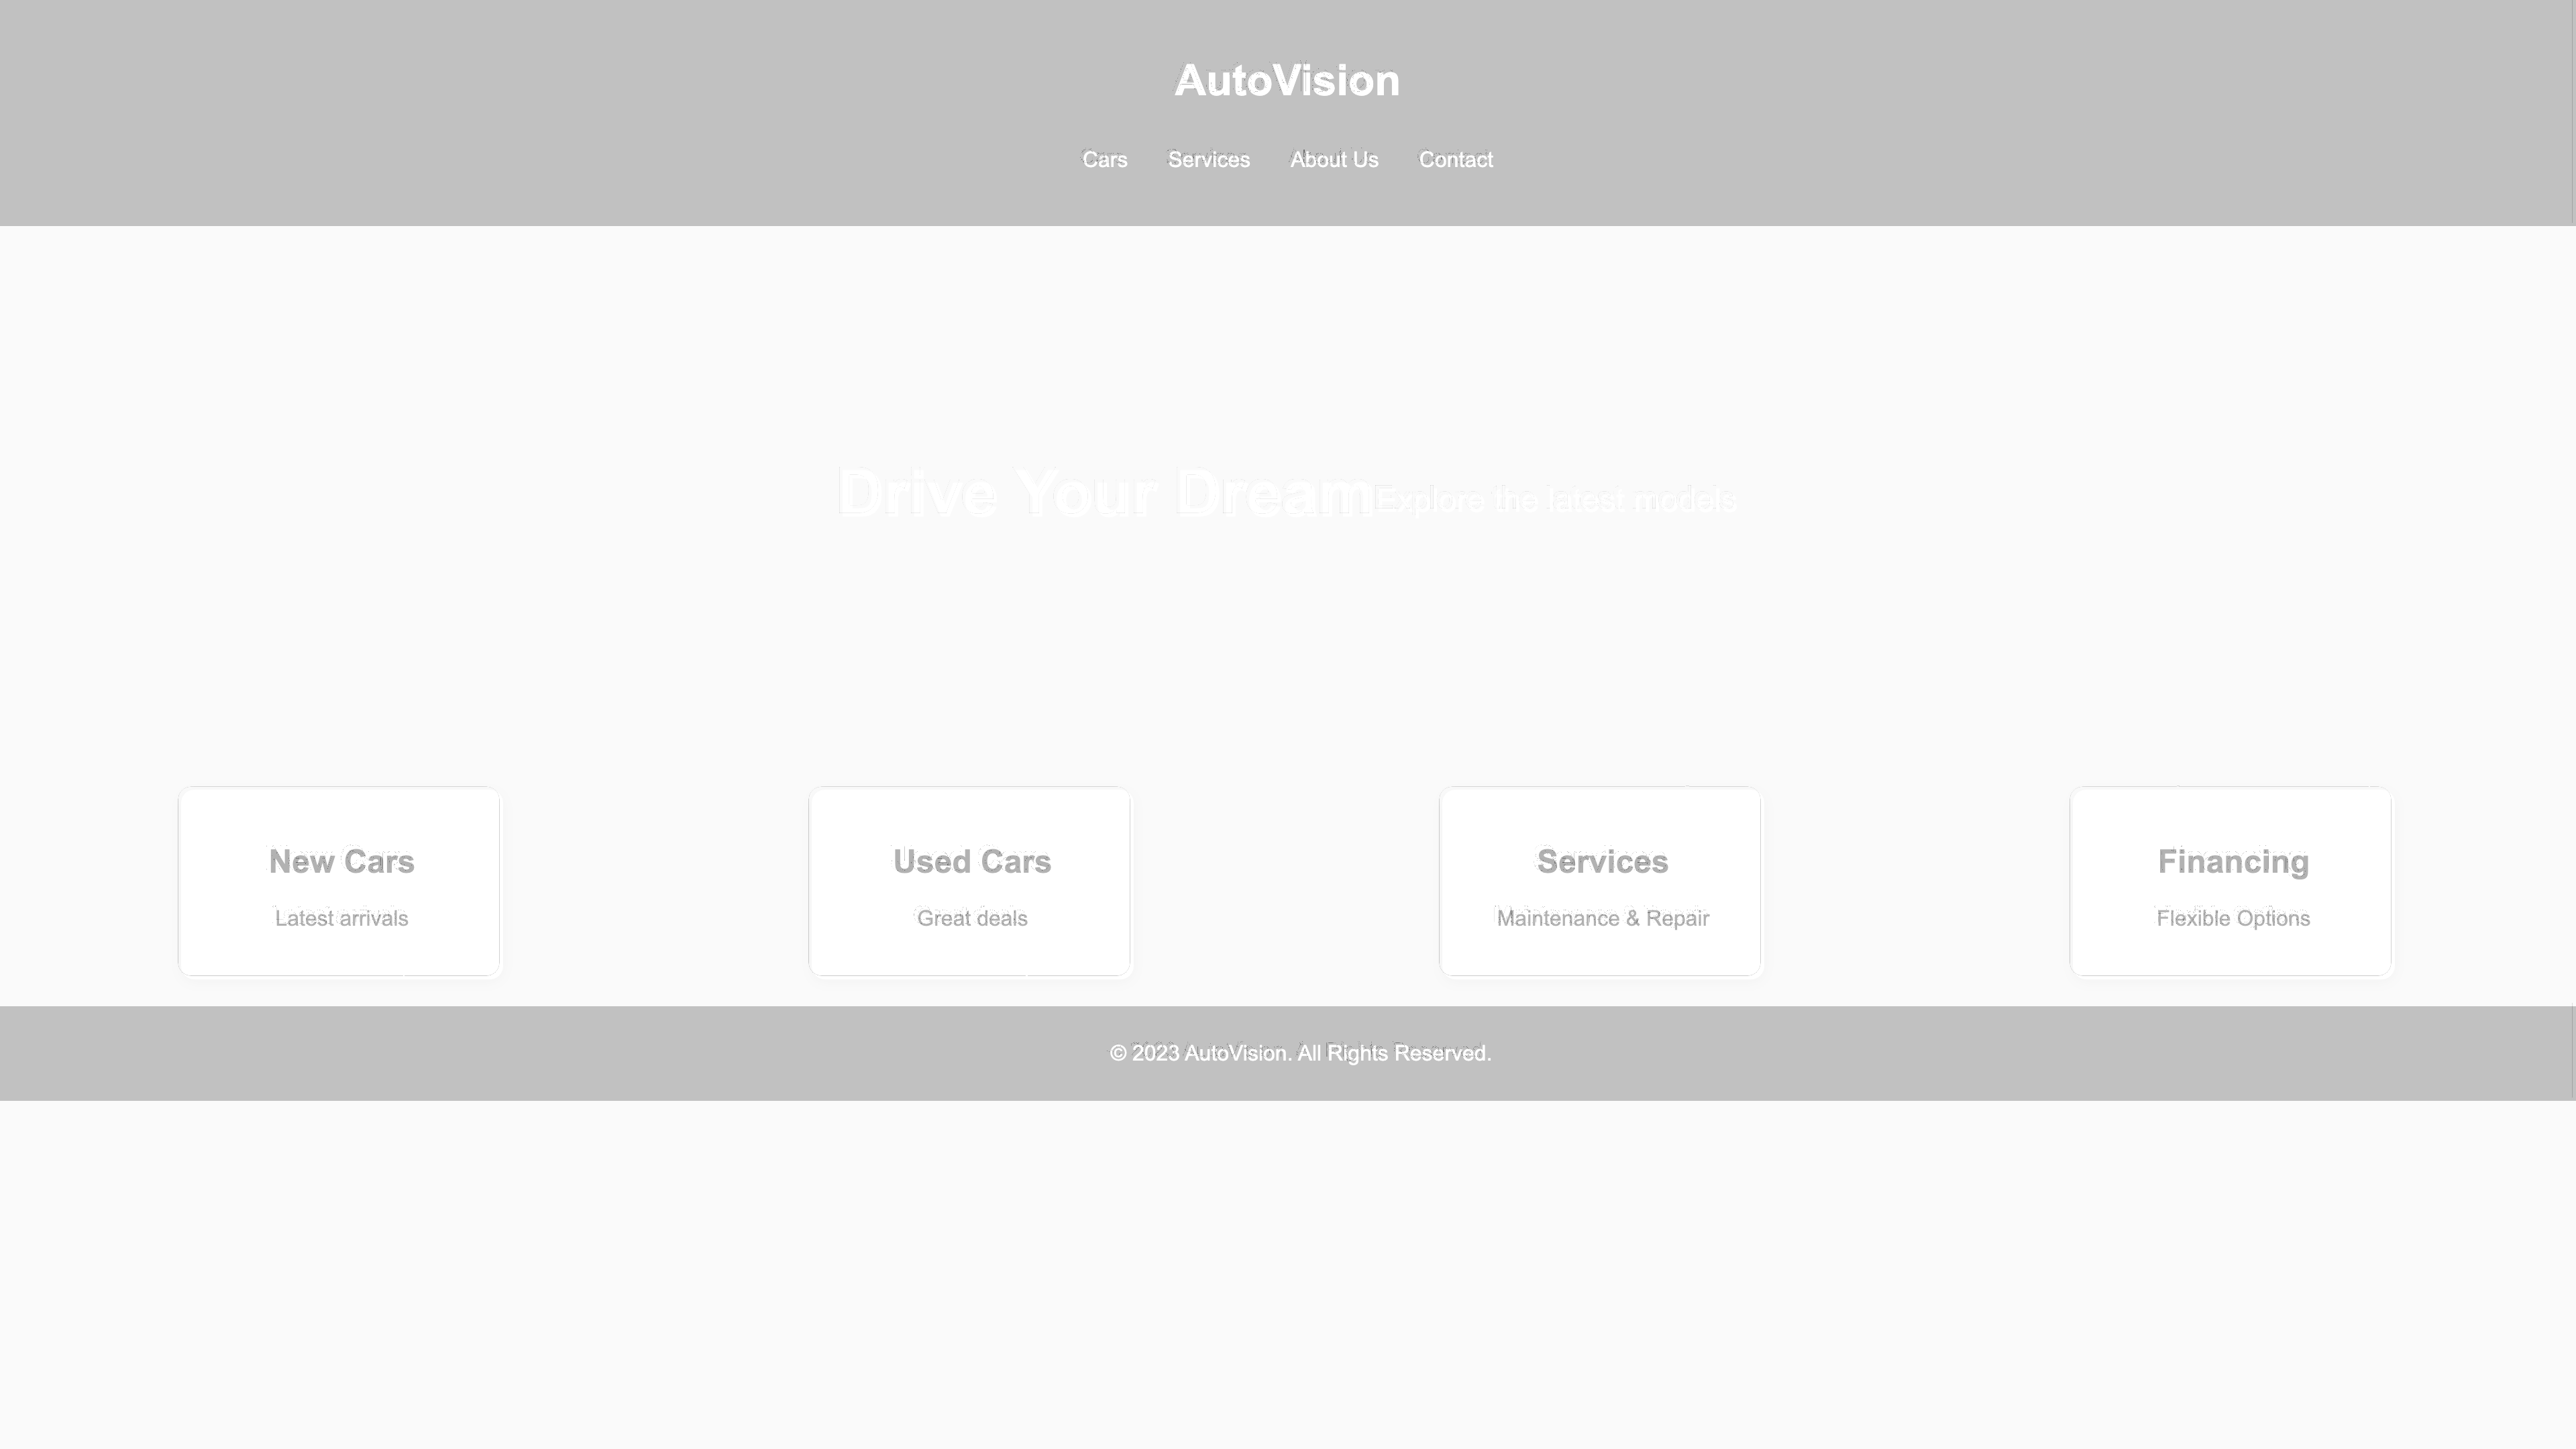 AutoVision
Cars Services About Us Contact
Drive Your Dream Explore the latest models
New Cars Used Cars Services Financing
Latest arrivals Great deals Maintenance & Repair Flexible Options
© 2023 AutoVision. All Rights Reserved.